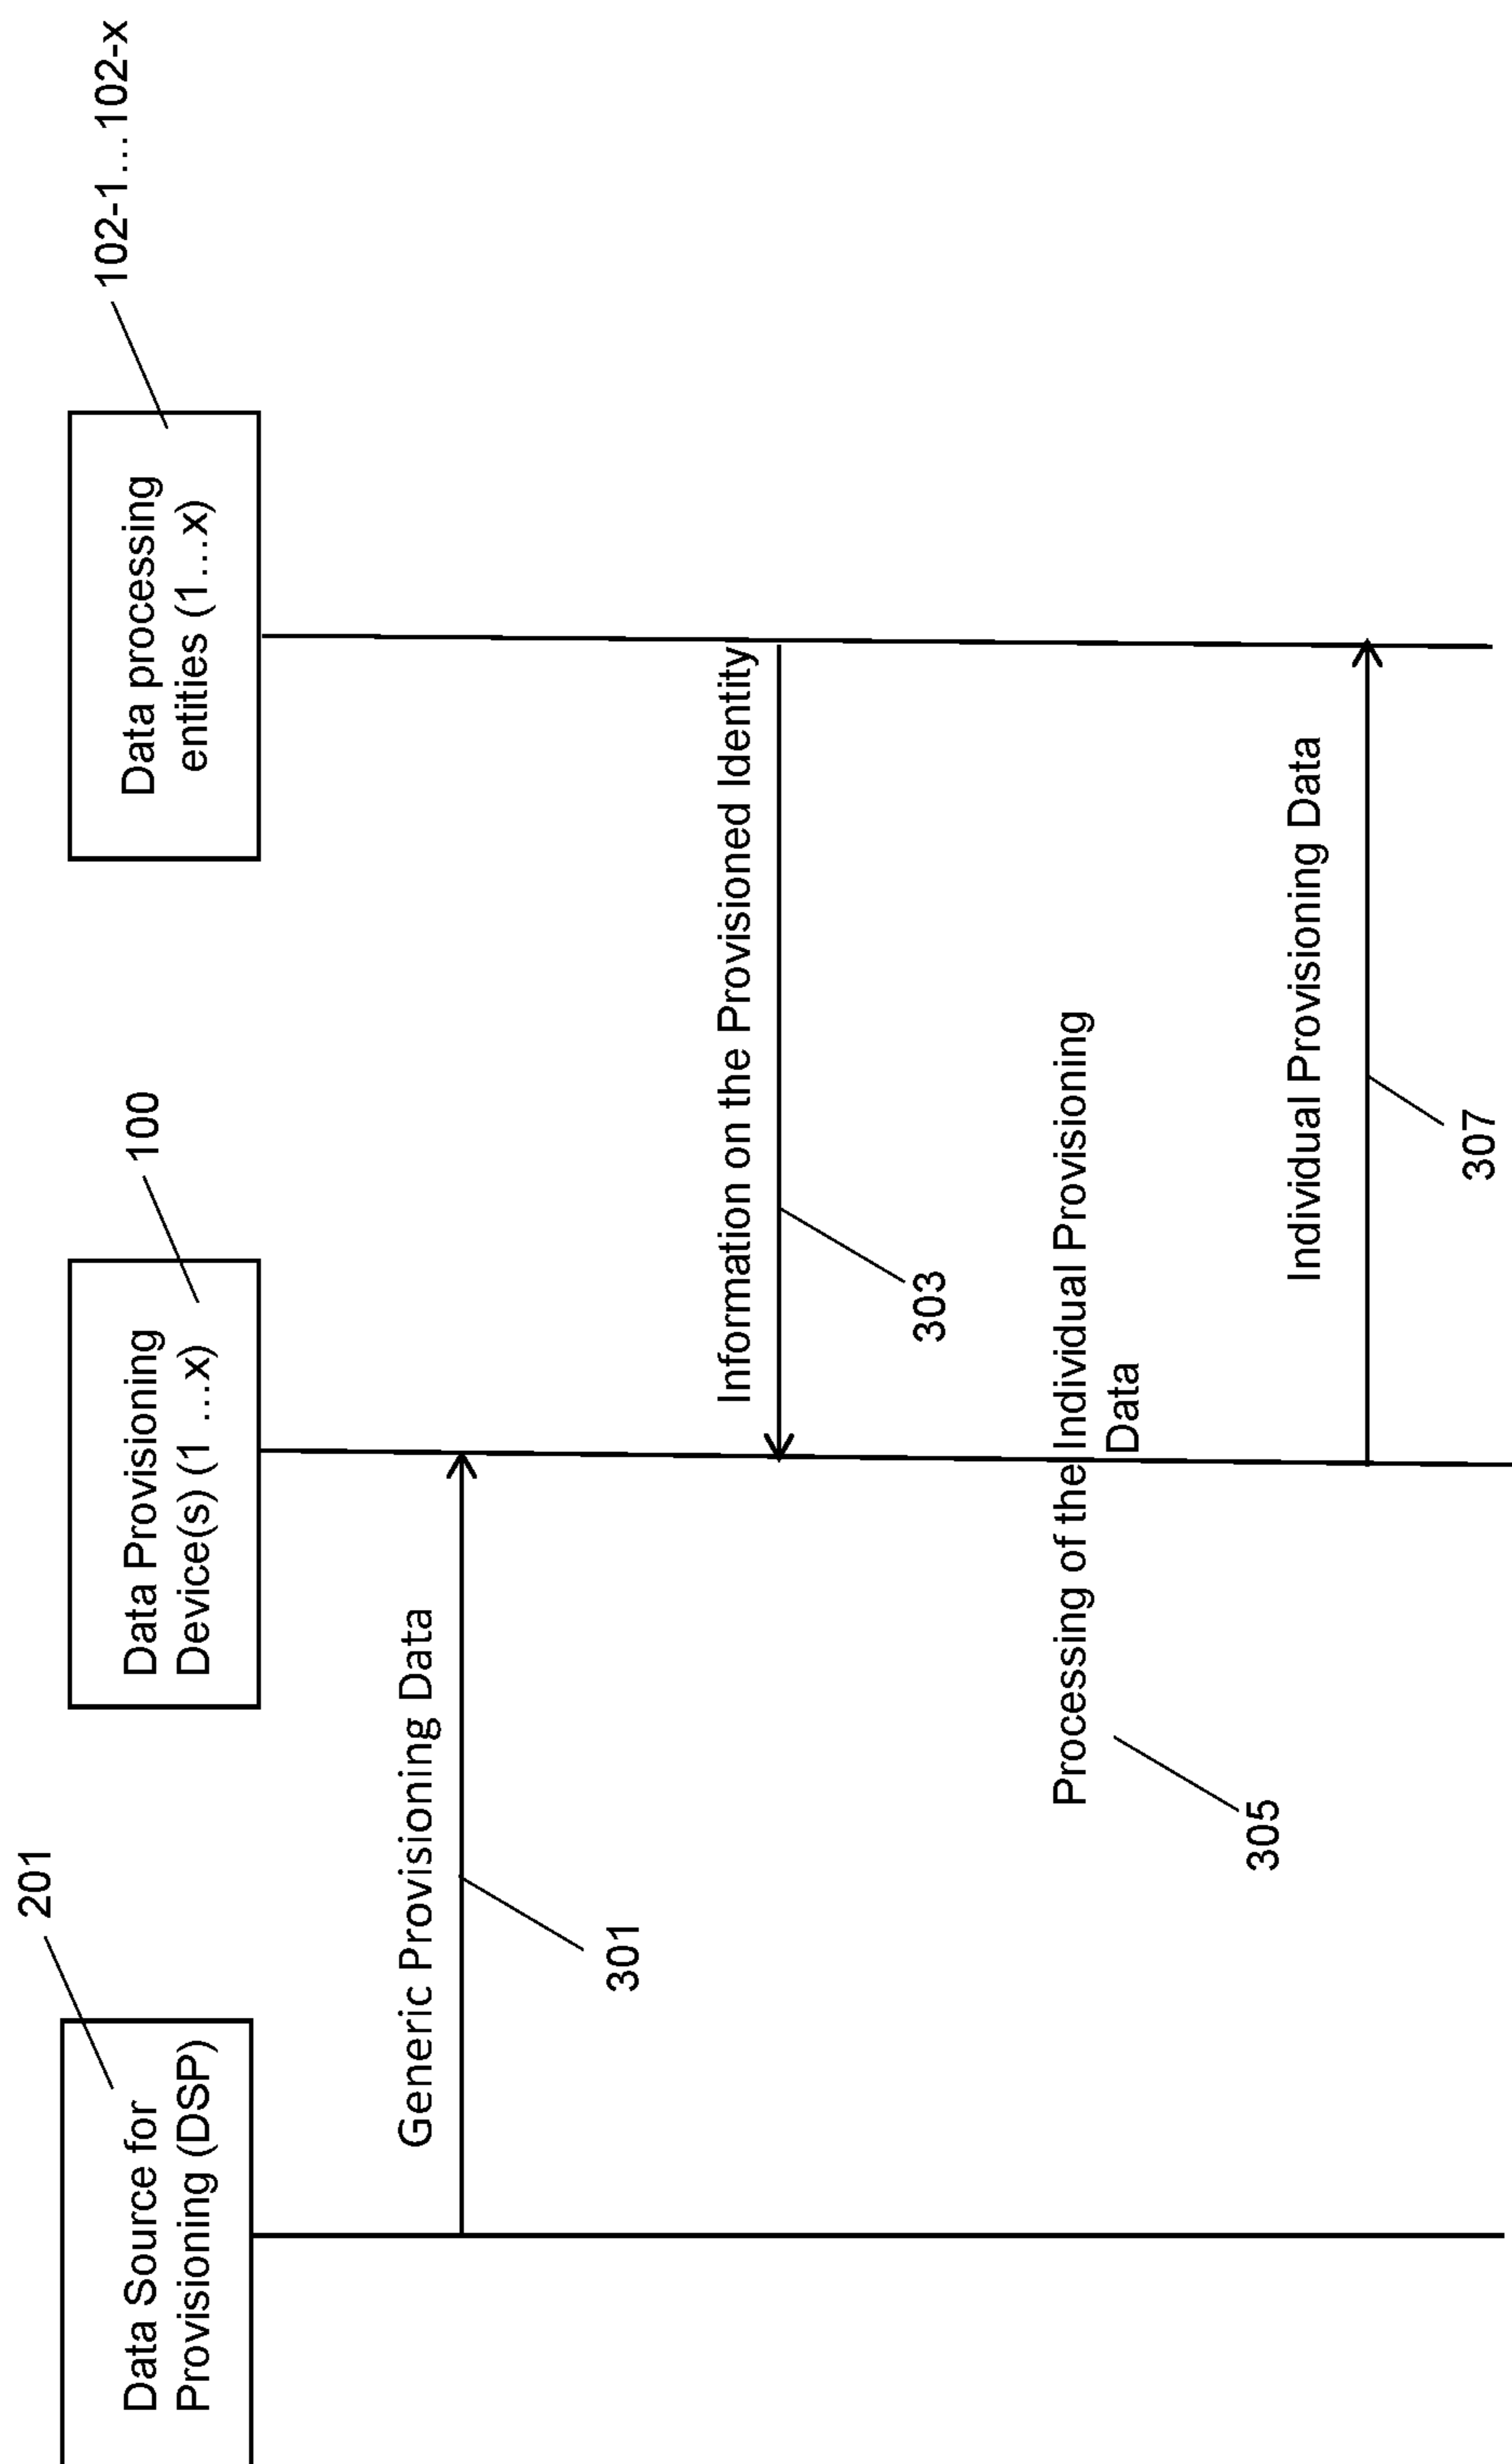 201
100
102-1...102-x
Data Source for
Provisioning (DSP)
Data Provisioning
Device(s) (1 ...x)
Data processing
entities (1...x)
Generic Provisioning Data
301
Information on the Provisioned Identity
303
Processing of the Individual Provisioning
Data
305
Individual Provisioning Data
307